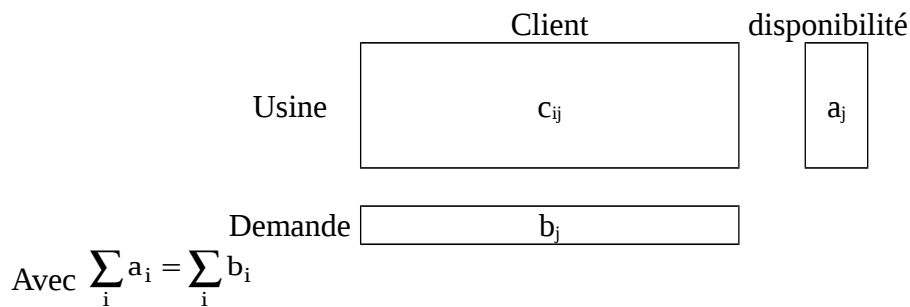 Client disponibilité
Usine cij aj
Demande bj
Avec ∑i ai = ∑i bi